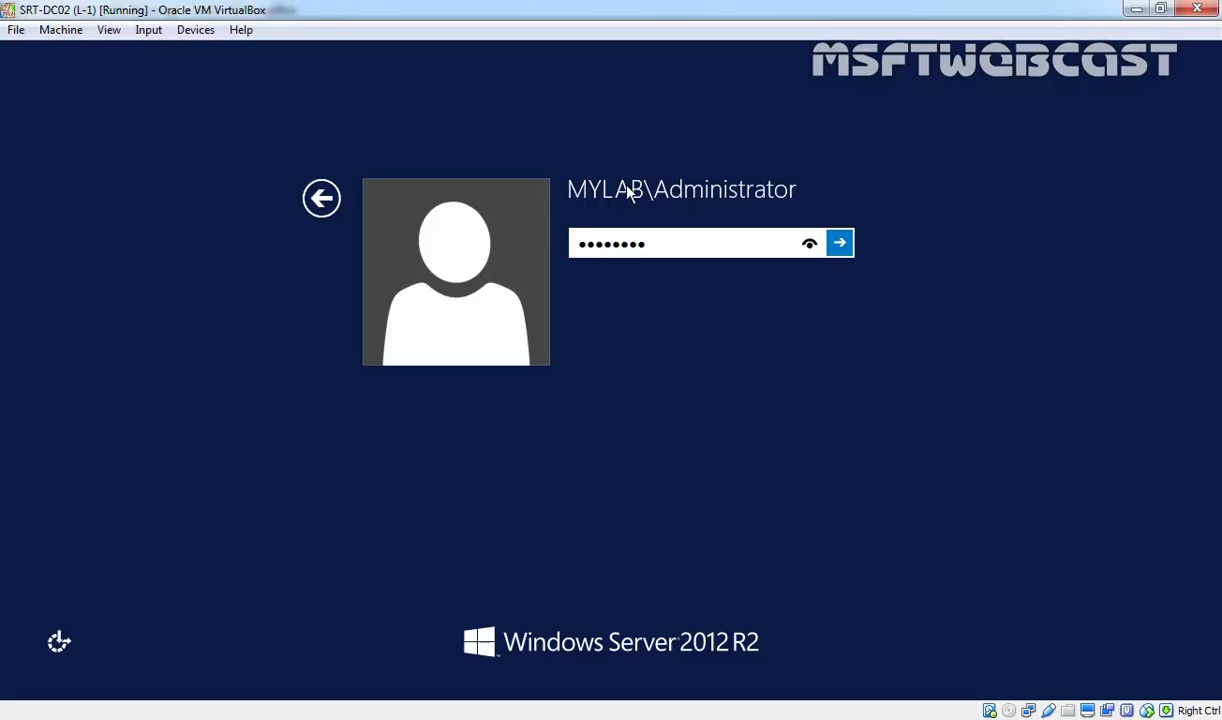 SRT-DC02 (L-1) [Running] - Oracle VM VirtualBox
File Machine View Input Devices Help
MSFTWEBCAST
MYLAB\Administrator
Windows Server 2012 R2
Right Ctrl